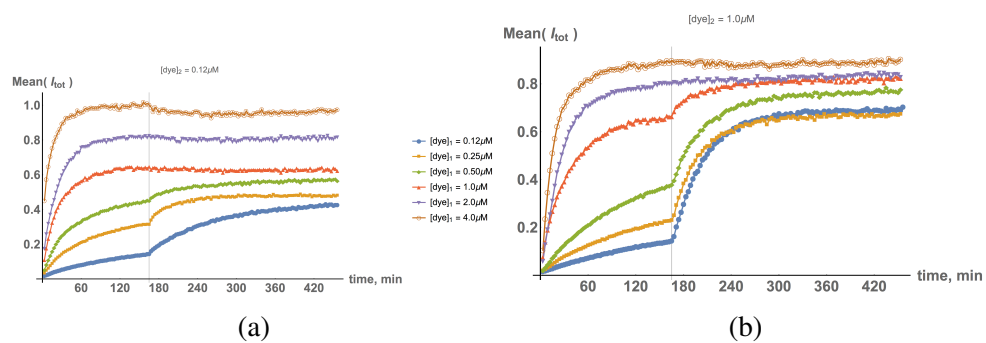 [dye]₂ = 0.12μM
Mean( I_tot )
1.0
0.8
0.6
0.4
0.2
60 120 180 240 300 360 420
time, min
[dye]₁ = 0.12μM
[dye]₁ = 0.25μM
[dye]₁ = 0.50μM
[dye]₁ = 1.0μM
[dye]₁ = 2.0μM
[dye]₁ = 4.0μM
(a)
[dye]₂ = 1.0μM
Mean( I_tot )
0.8
0.6
0.4
0.2
60 120 180 240 300 360 420
time, min
(b)